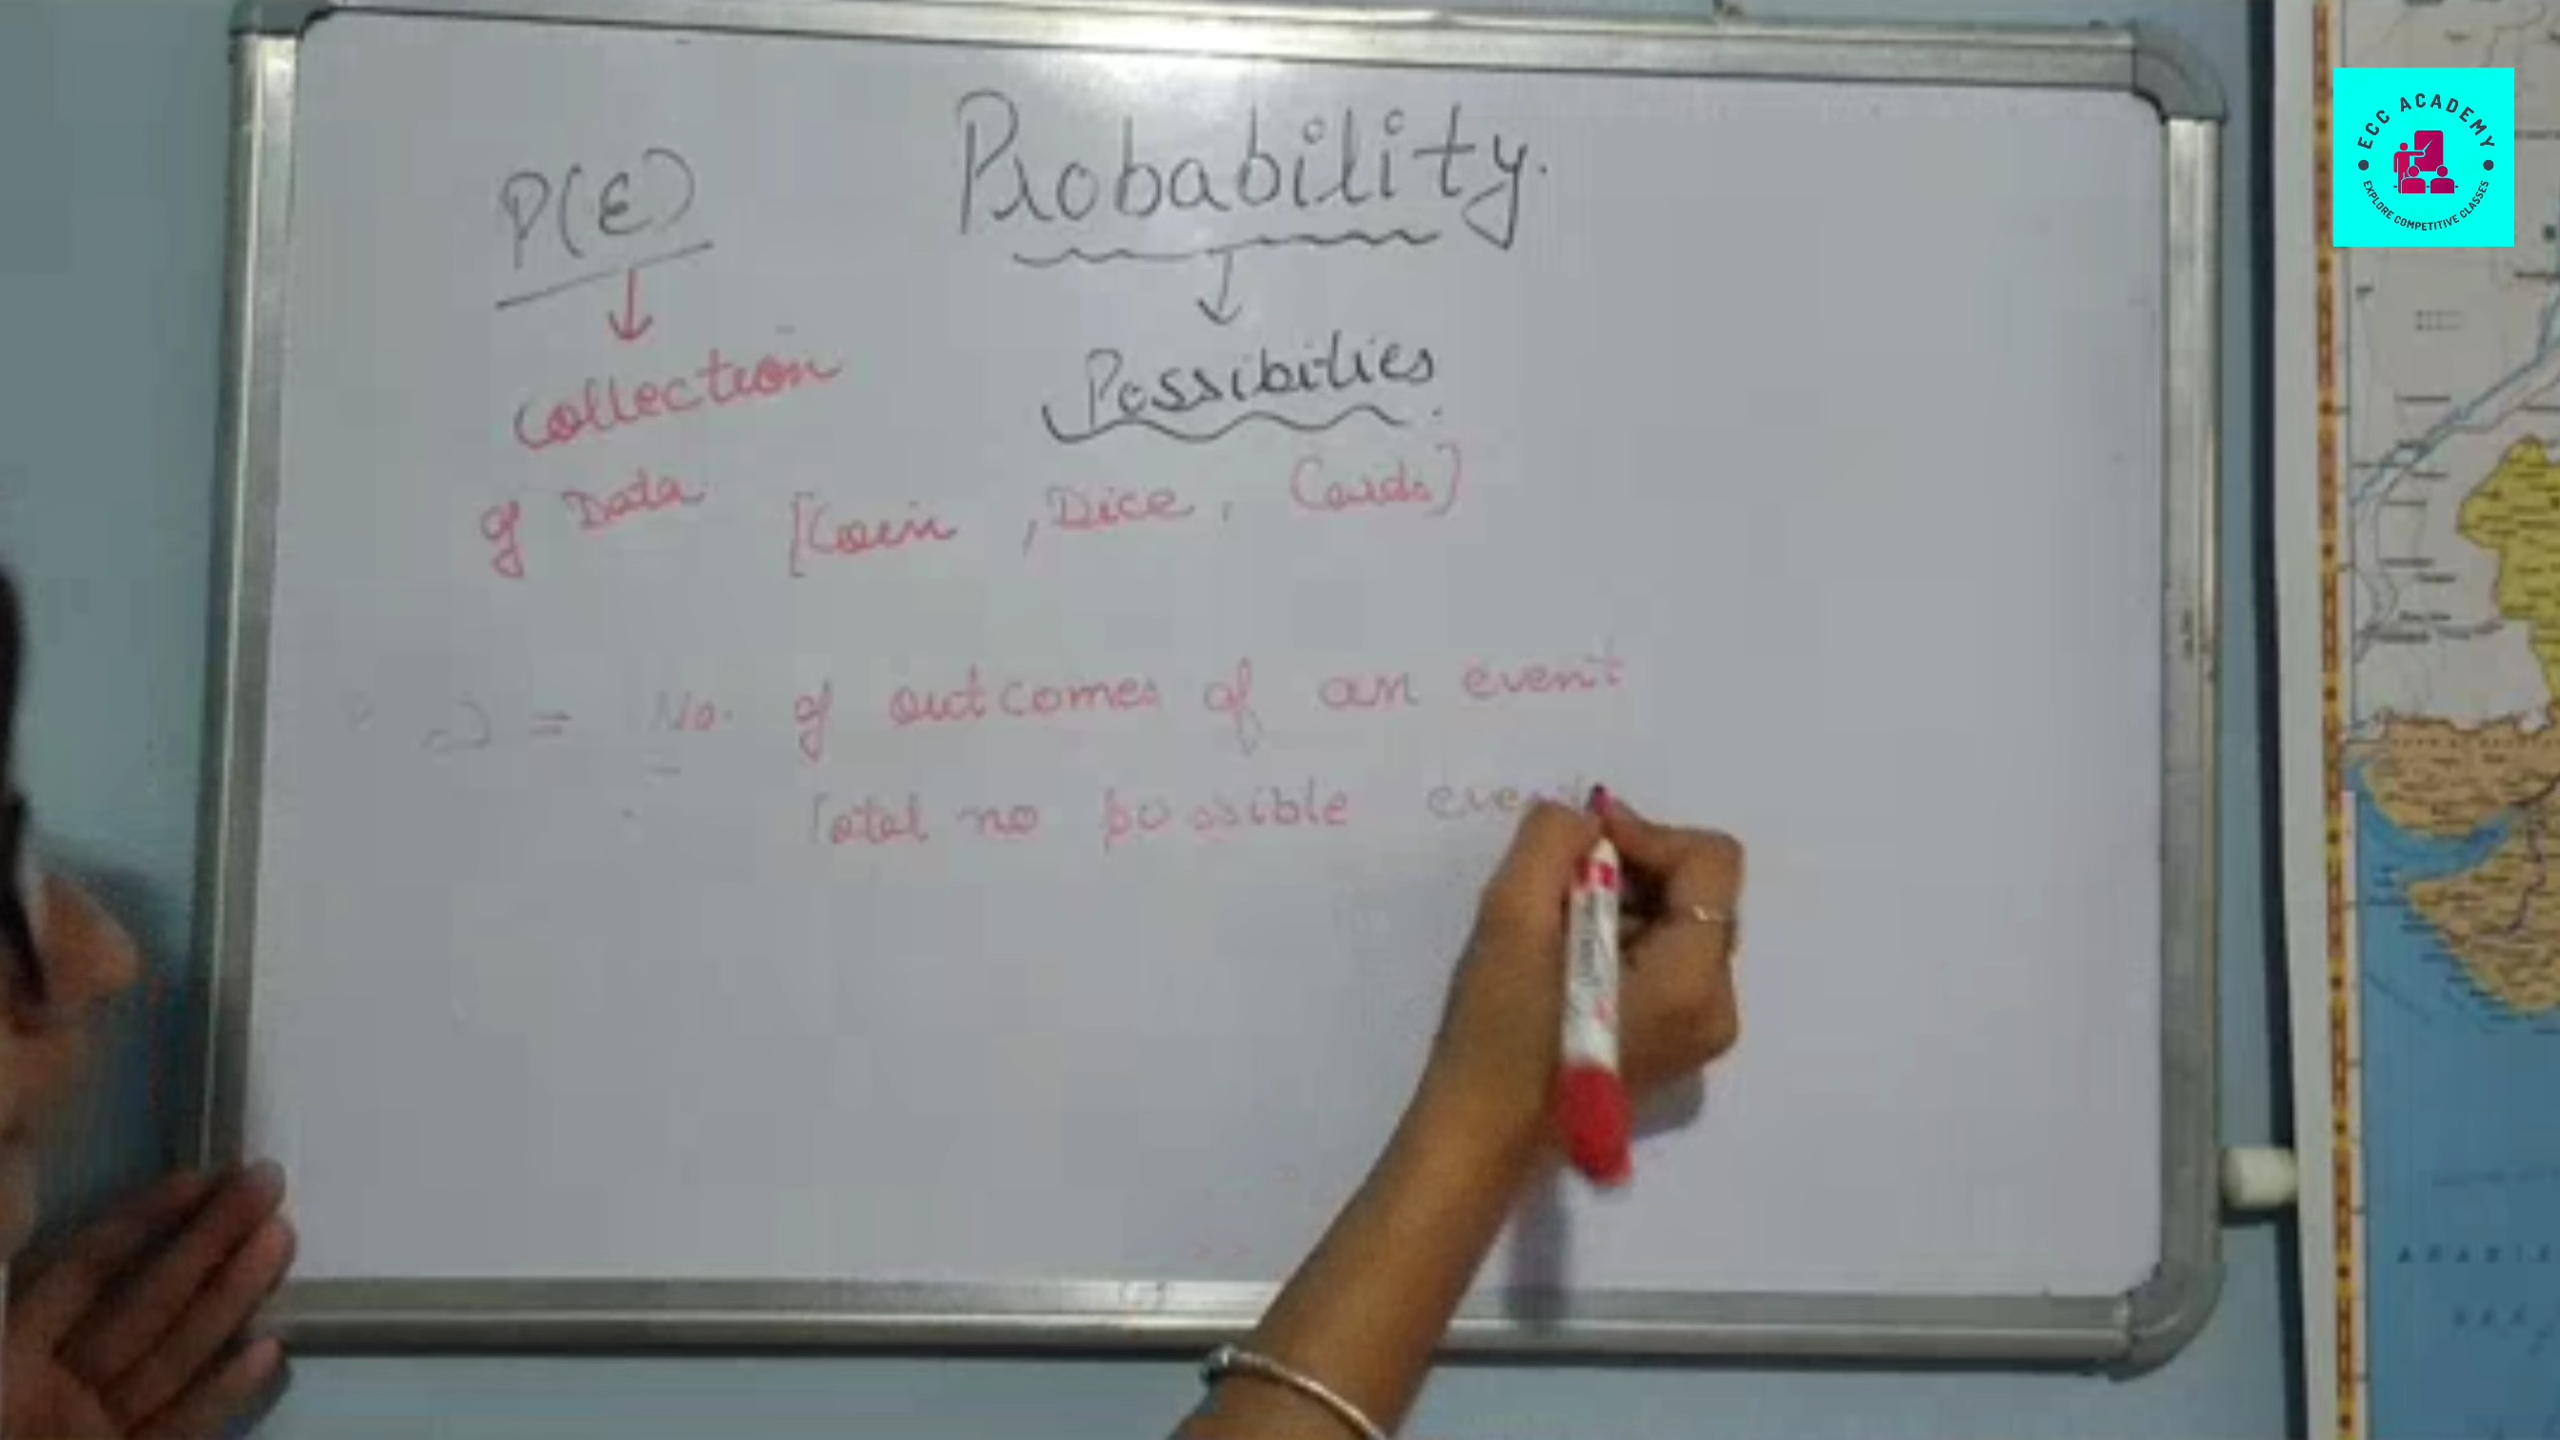 Probability.
P(E)
Possibilies
Collection
of Data
[Coin , Dice , Cards]
= No. of outcomes of an event
Total no possible
ECC ACADEMY
EXPLORE COMPETITIVE CLASSES